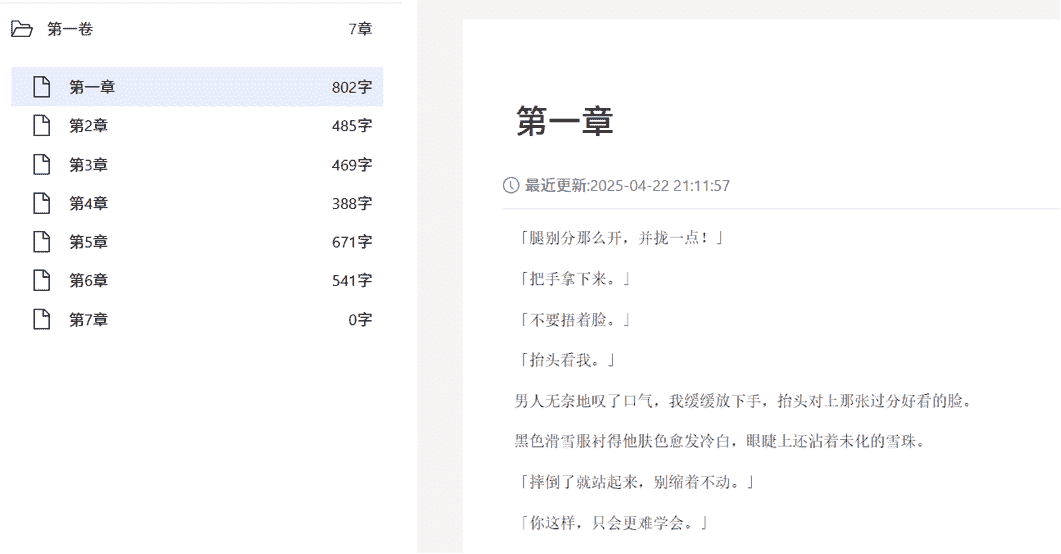 第一卷 7章
第一章 802字
第2章 485字
第3章 469字
第4章 388字
第5章 671字
第6章 541字
第7章 0字
第一章
最近更新:2025-04-22 21:11:57
「腿别分那么开，并拢一点！」
「把手拿下来。」
「不要捂着脸。」
「抬头看我。」
男人无奈地叹了口气，我缓缓放下手，抬头对上那张过分好看的脸。
黑色滑雪服衬得他肤色愈发冷白，眼睫上还沾着未化的雪珠。
「摔倒了就站起来，别缩着不动。」
「你这样，只会更难学会。」